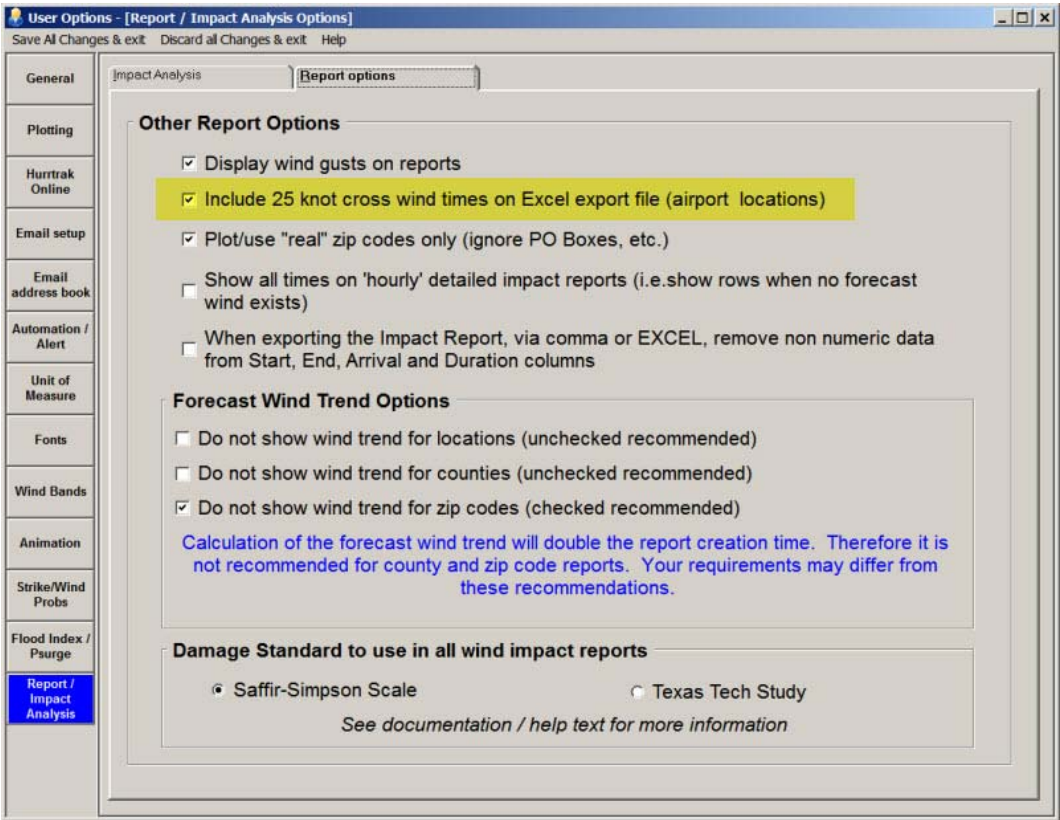 User Options - [Report / Impact Analysis Options]
Save All Changes & exit Discard all Changes & exit Help
General
Plotting
Hurrtrak
Online
Email setup
Email
address book
Automation /
Alert
Unit of
Measure
Fonts
Wind Bands
Animation
Strike/Wind
Probs
Flood Index /
Psurge
Report /
Impact
Analysis
Impact Analysis
Report options
Other Report Options
Display wind gusts on reports
Include 25 knot cross wind times on Excel export file (airport locations)
Plot/use "real" zip codes only (ignore PO Boxes, etc.)
Show all times on 'hourly' detailed impact reports (i.e.show rows when no forecast
wind exists)
When exporting the Impact Report, via comma or EXCEL, remove non numeric data
from Start, End, Arrival and Duration columns
Forecast Wind Trend Options
Do not show wind trend for locations (unchecked recommended)
Do not show wind trend for counties (unchecked recommended)
Do not show wind trend for zip codes (checked recommended)
Calculation of the forecast wind trend will double the report creation time. Therefore it is
not recommended for county and zip code reports. Your requirements may differ from
these recommendations.
Damage Standard to use in all wind impact reports
Saffir-Simpson Scale
Texas Tech Study
See documentation / help text for more information